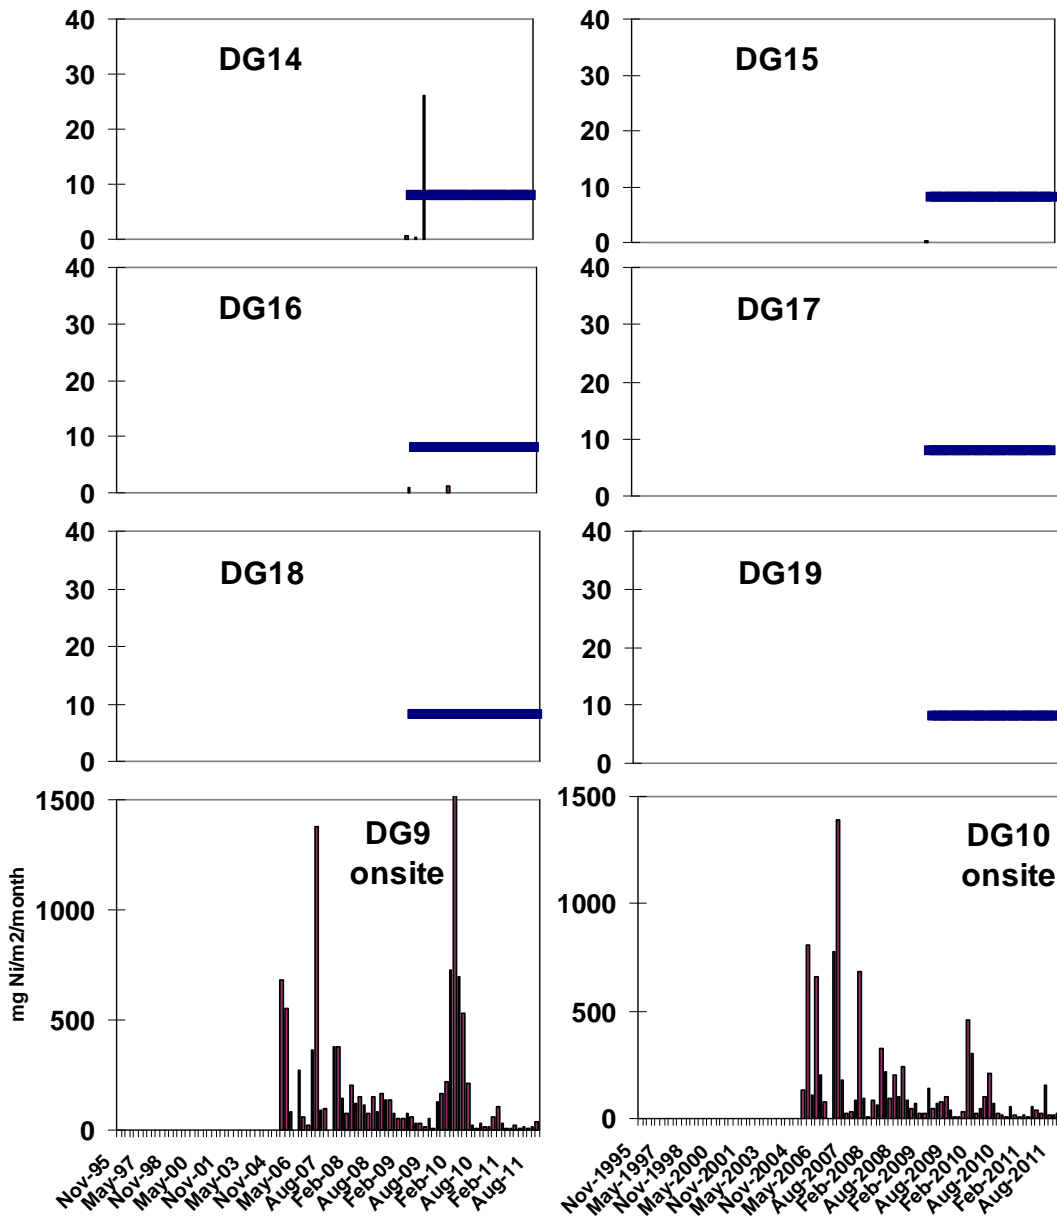 40
30
20
10
0
DG14
40
30
20
10
0
DG15
40
30
20
10
0
DG16
40
30
20
10
0
DG17
40
30
20
10
0
DG18
40
30
20
10
0
DG19
mg Ni/m2/month
1500
1000
500
0
DG9
onsite
Nov-95
May-97
Nov-98
May-00
Nov-01
May-03
Nov-04
May-06
Aug-07
Feb-08
Aug-08
Feb-09
Aug-09
Feb-10
Aug-10
Feb-11
Aug-11
1500
1000
500
0
DG10
onsite
Nov-1995
May-1997
Nov-1998
May-2000
Nov-2001
May-2003
Nov-2004
May-2006
Aug-2007
Feb-2008
Aug-2008
Feb-2009
Aug-2009
Feb-2010
Aug-2010
Feb-2011
Aug-2011